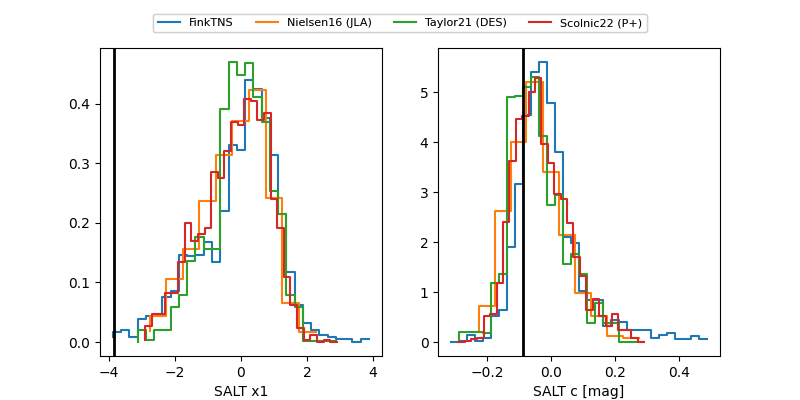 FinkTNS Nielsen16 (JLA) Taylor21 (DES) Scolnic22 (P+)
0.4
0.3
0.2
0.1
0.0
−4 −2 0 2 4
SALT x1
5
4
3
2
1
0
−0.2 0.0 0.2 0.4
SALT c [mag]